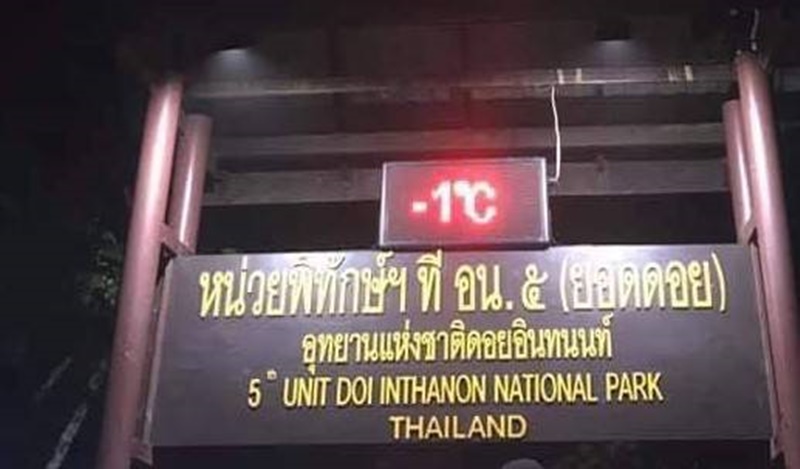 -1°C
หน่วยพิทักษ์ฯ ที่ อน. ๕ (ยอดดอย)
อุทยานแห่งชาติดอยอินทนนท์
5ᵗʰ UNIT DOI INTHANON NATIONAL PARK
THAILAND